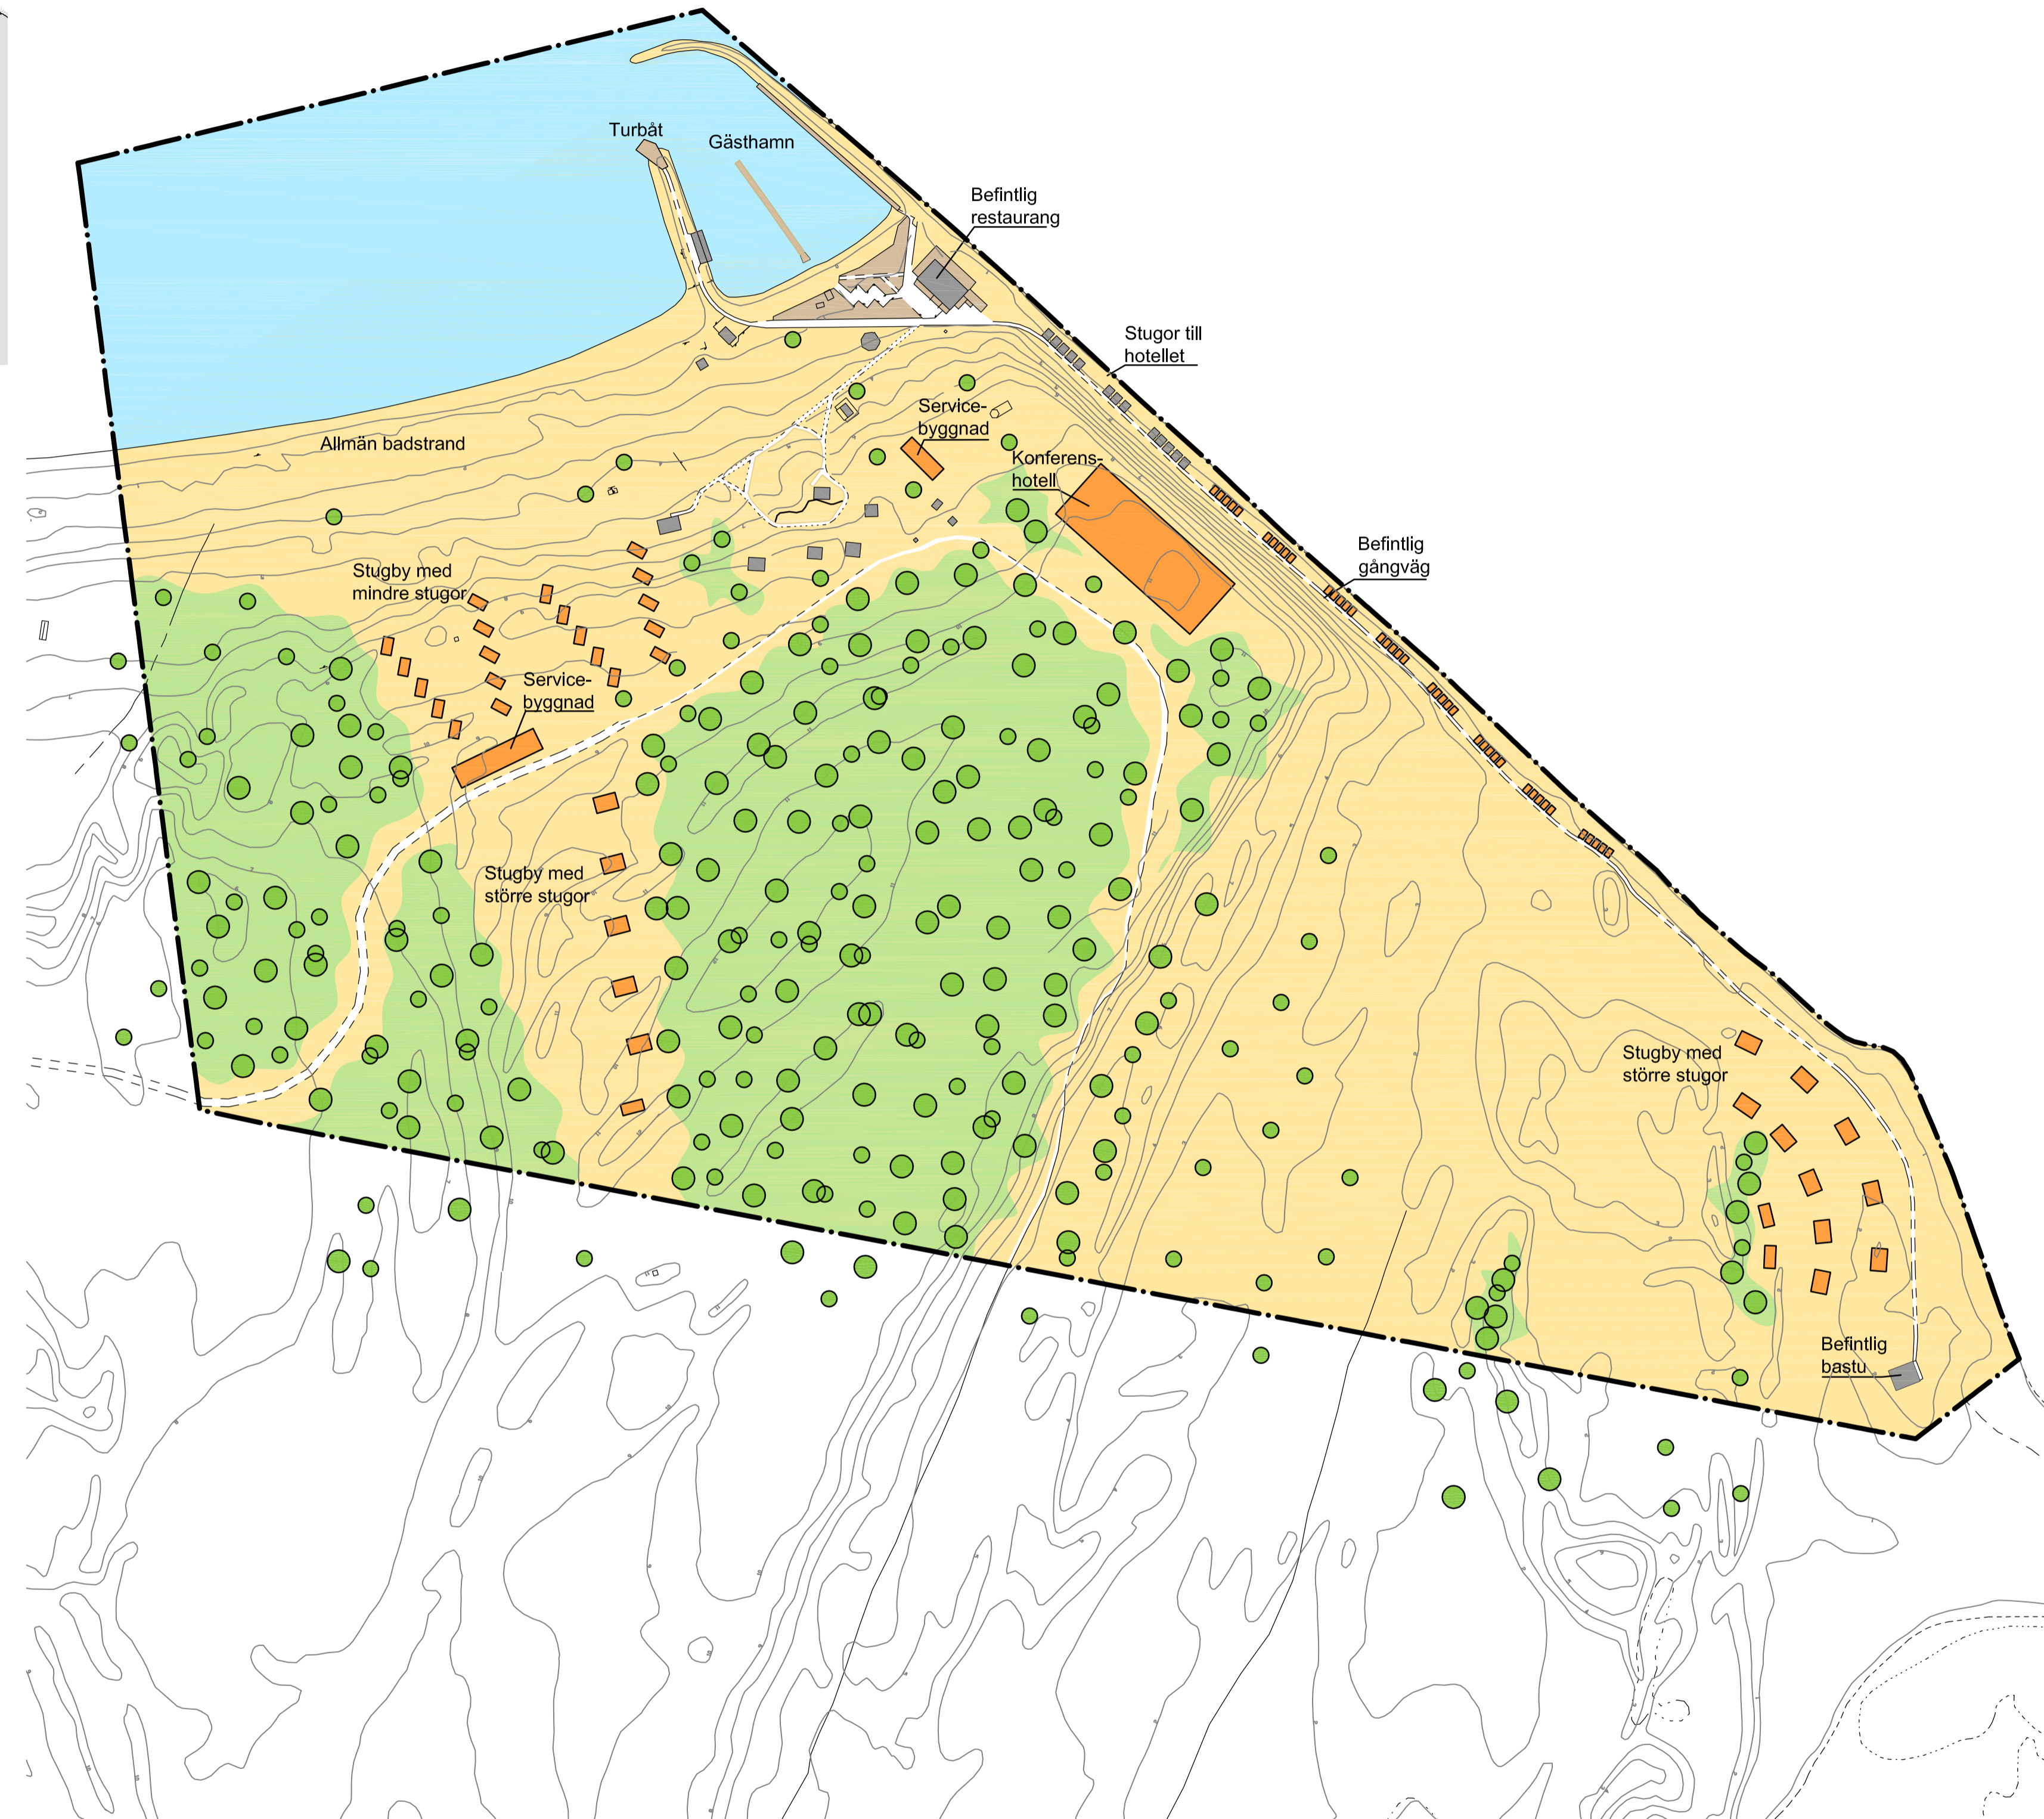 Turbåt
Gästhamn
Befintlig
restaurang
Stugor till
hotellet
Service-
byggnad
Allmän badstrand
Konferens-
hotell
Befintlig
gångväg
Stugby med
mindre stugor
Service-
byggnad
Stugby med
större stugor
Stugby med
större stugor
Befintlig
bastu